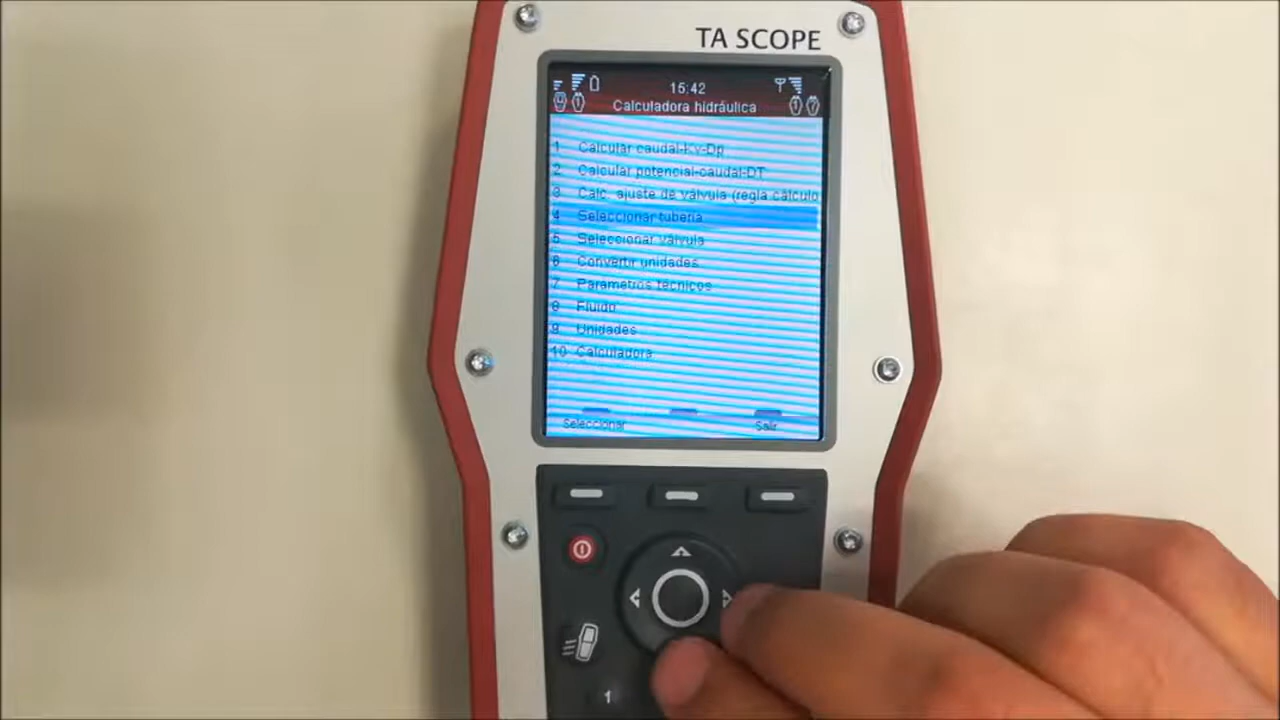 TA SCOPE
15:42
Calculadora hidráulica
1 Calcular caudal-Kv-Dp
2 Calcular potencial-caudal-DT
3 Calc. ajuste de válvula (regla cálculo
4 Seleccionar tubería
5 Seleccionar válvula
6 Convertir unidades
7 Parámetros técnicos
8 Fluido
9 Unidades
10 Calculadora
Seleccionar Salir
1